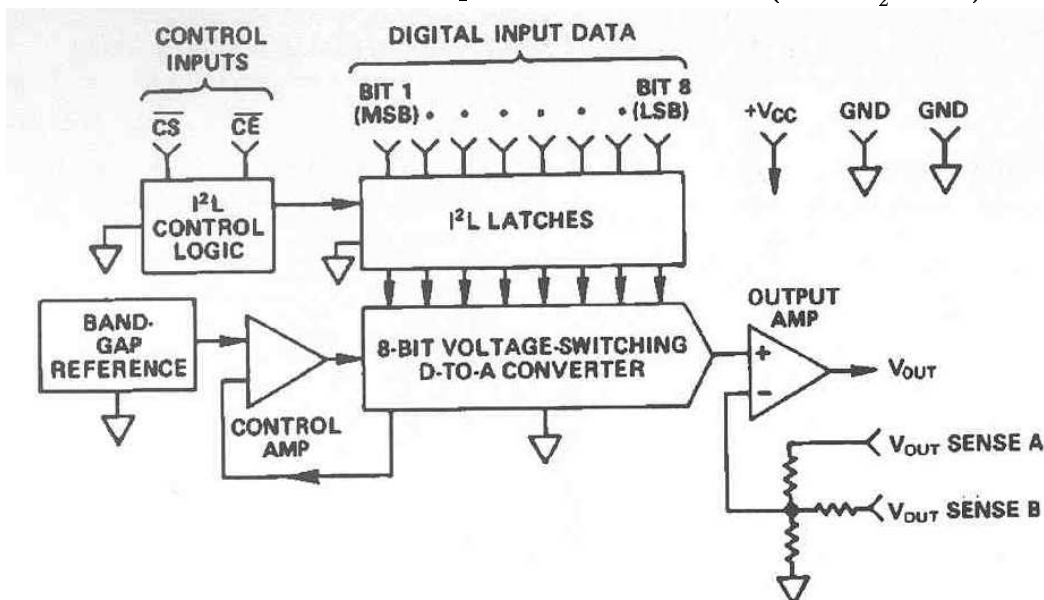 CONTROL
INPUTS
DIGITAL INPUT DATA
BIT 1
(MSB)
BIT 8
(LSB)
+VCC
GND
GND
CS
CE
I²L
CONTROL
LOGIC
I²L LATCHES
BAND-
GAP
REFERENCE
CONTROL
AMP
8-BIT VOLTAGE-SWITCHING
D-TO-A CONVERTER
OUTPUT
AMP
+
−
VOUT
VOUT SENSE A
VOUT SENSE B